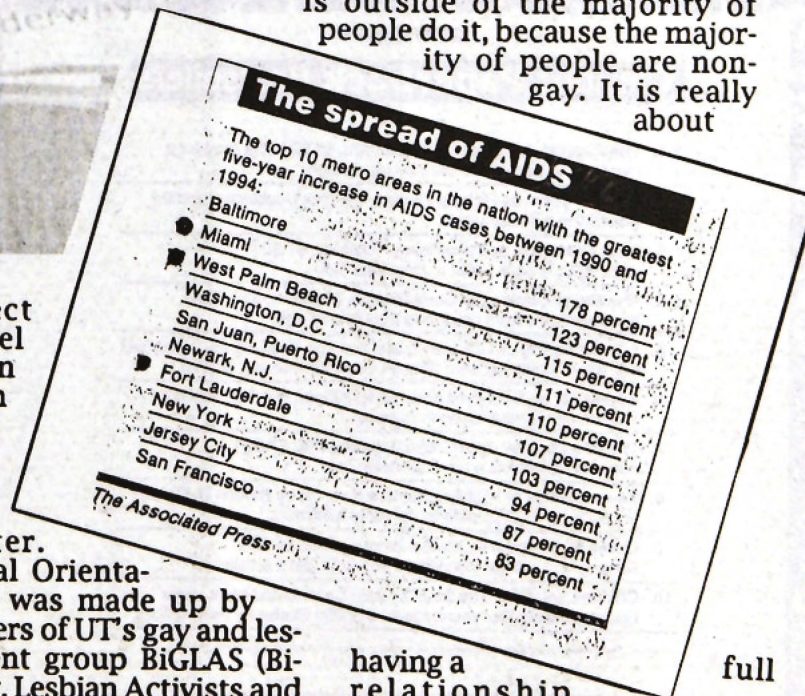 is outside of the majority of
people do it, because the major-
ity of people are non-
gay. It is really
about
The spread of AIDS
The top 10 metro areas in the nation with the greatest
five-year increase in AIDS cases between 1990 and
1994:
Baltimore 178 percent
Miami 123 percent
West Palm Beach 115 percent
Washington, D.C. 111 percent
San Juan, Puerto Rico 110 percent
Newark, N.J. 107 percent
Fort Lauderdale 103 percent
New York 94 percent
Jersey City 87 percent
San Francisco 83 percent
The Associated Press
ect
el
n
ter.
al Orienta-
was made up by
ers of UT's gay and les-
nt group BiGLAS (Bi-
Lesbian Activists and
having a
relationship
full